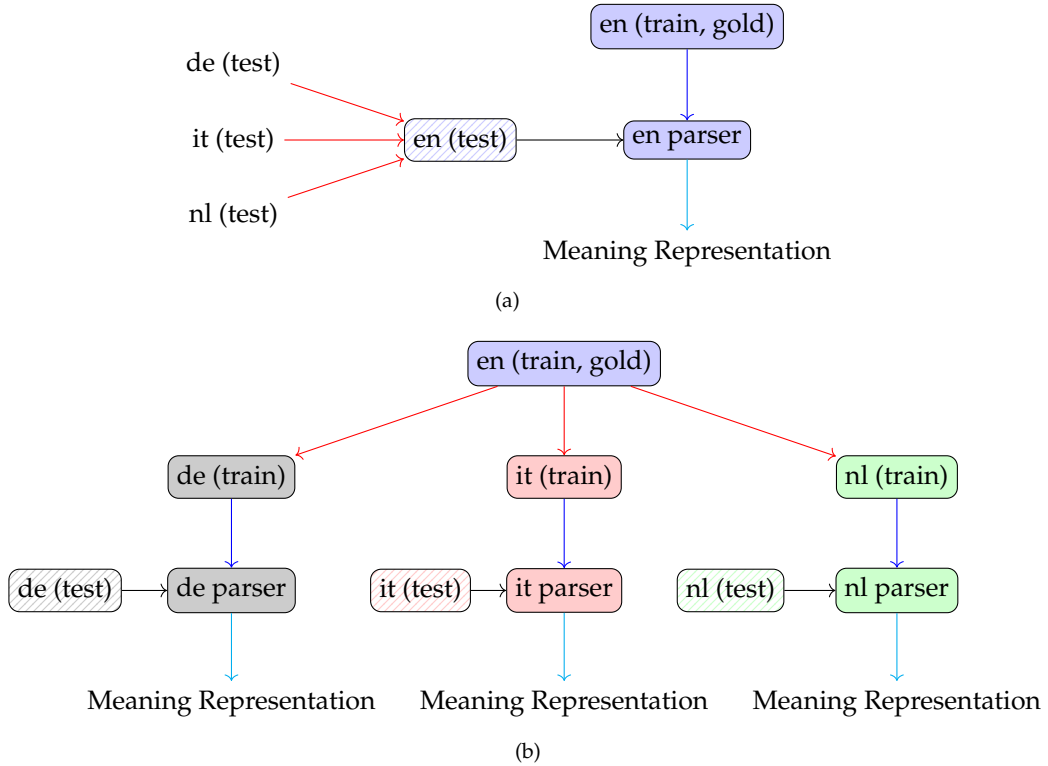 en (train, gold)
de (test)
it (test)
en (test)
en parser
nl (test)
Meaning Representation
(a)
en (train, gold)
de (train)
it (train)
nl (train)
de (test)
de parser
it (test)
it parser
nl (test)
nl parser
Meaning Representation
Meaning Representation
Meaning Representation
(b)